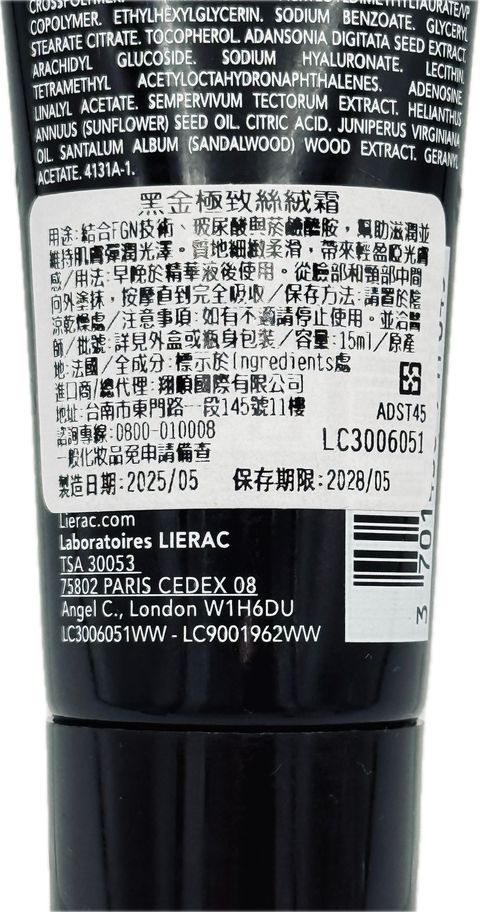 COPOLYMER. ETHYLHEXYLGLYCERIN. SODIUM BENZOATE. GLYCERYL
STEARATE CITRATE. TOCOPHEROL. ADANSONIA DIGITATA SEED EXTRACT.
ARACHIDYL GLUCOSIDE. SODIUM HYALURONATE. LECITHIN.
TETRAMETHYL ACETYLOCTAHYDRONAPHTHALENES. ADENOSINE.
LINALYL ACETATE. SEMPERVIVUM TECTORUM EXTRACT. HELIANTHUS
ANNUUS (SUNFLOWER) SEED OIL. CITRIC ACID. JUNIPERUS VIRGINIANA
OIL. SANTALUM ALBUM (SANDALWOOD) WOOD EXTRACT. GERANYL
ACETATE. 4131A-1.
黑金極致絲絨霜
用途:結合FGN技術、玻尿酸與菸鹼醯胺，幫助滋潤並
維持肌膚彈潤光澤。質地細緻柔滑，帶來輕盈啞光膚
感/用法:早晚於精華液後使用。從臉部和頸部中間
向外塗抹，按摩直到完全吸收/保存方法:請置於陰
涼乾燥處/注意事項:如有不適請停止使用。並洽醫
師/批號:詳見外盒或瓶身包裝/容量:15ml/原產
地:法國/全成分:標示於Ingredients處
進口商/總代理:翔順國際有限公司
地址:台南市東門路一段145號11樓
ADST45
諮詢專線:0800-010008
LC3006051
一般化妝品免申請備查
製造日期:2025/05 保存期限:2028/05
Lierac.com
Laboratoires LIERAC
TSA 30053
75802 PARIS CEDEX 08
Angel C., London W1H6DU
LC3006051WW - LC9001962WW
3 701